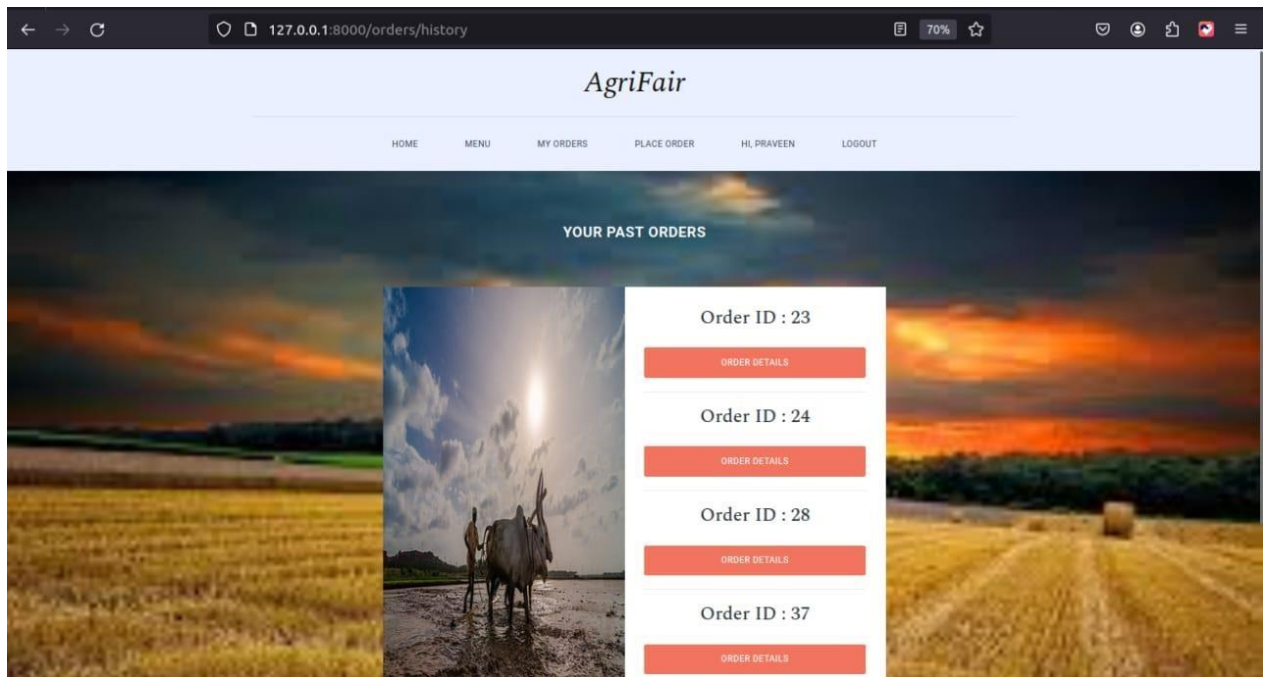 127.0.0.1:8000/orders/history 70%
AgriFair
HOME MENU MY ORDERS PLACE ORDER HI, PRAVEEN LOGOUT
YOUR PAST ORDERS
Order ID : 23
ORDER DETAILS
Order ID : 24
ORDER DETAILS
Order ID : 28
ORDER DETAILS
Order ID : 37
ORDER DETAILS